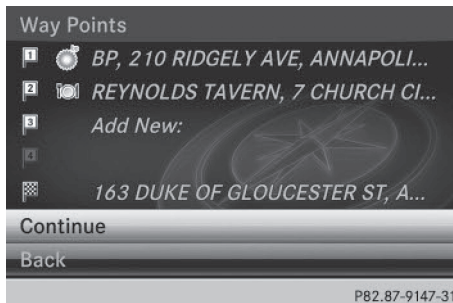 Way Points
1 BP, 210 RIDGELY AVE, ANNAPOLI...
2 REYNOLDS TAVERN, 7 CHURCH CI...
3 Add New:
4
163 DUKE OF GLOUCESTER ST, A...
Continue
Back
P82.87-9147-31